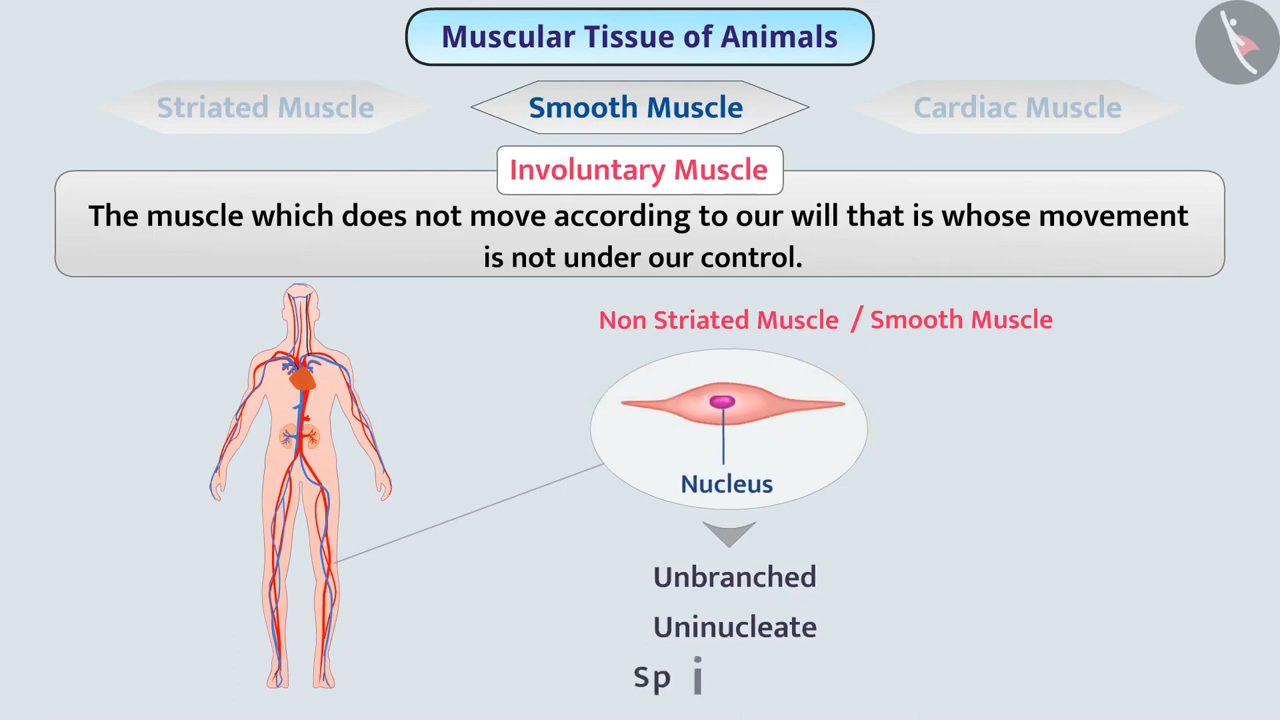 Muscular Tissue of Animals
Striated Muscle
Smooth Muscle
Cardiac Muscle
Involuntary Muscle
The muscle which does not move according to our will that is whose movement
is not under our control.
Non Striated Muscle / Smooth Muscle
Nucleus
Unbranched
Uninucleate
Sp i